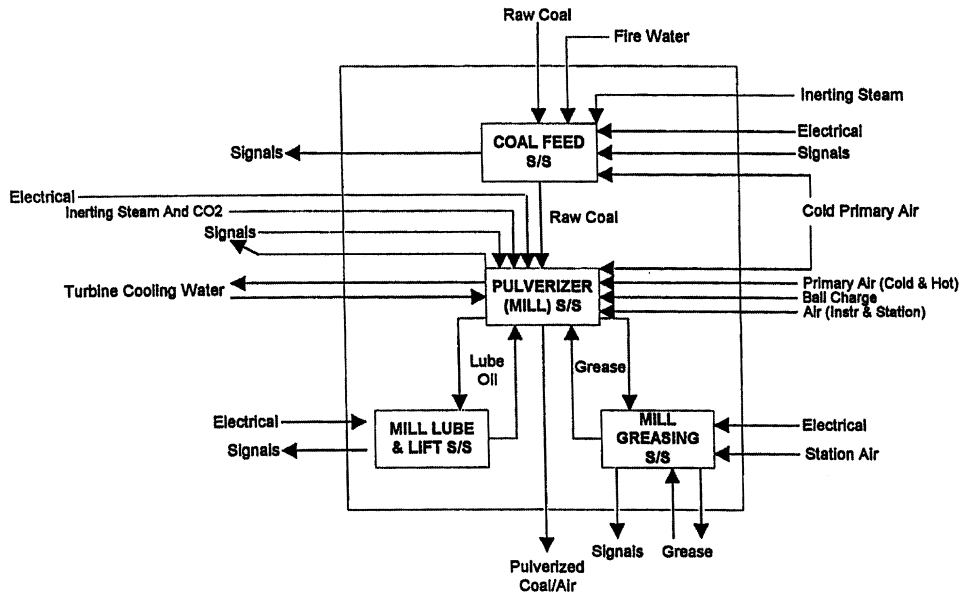 Raw Coal
Fire Water
Inerting Steam
COAL FEED
S/S
Electrical
Signals
Signals
Electrical
Inerting Steam And CO2
Raw Coal
Cold Primary Air
Signals
Turbine Cooling Water
PULVERIZER
(MILL) S/S
Primary Air (Cold & Hot)
Ball Charge
Air (Instr & Station)
Lube
Oil
Grease
Electrical
Signals
MILL LUBE
& LIFT S/S
MILL
GREASING
S/S
Electrical
Station Air
Signals
Grease
Pulverized
Coal/Air